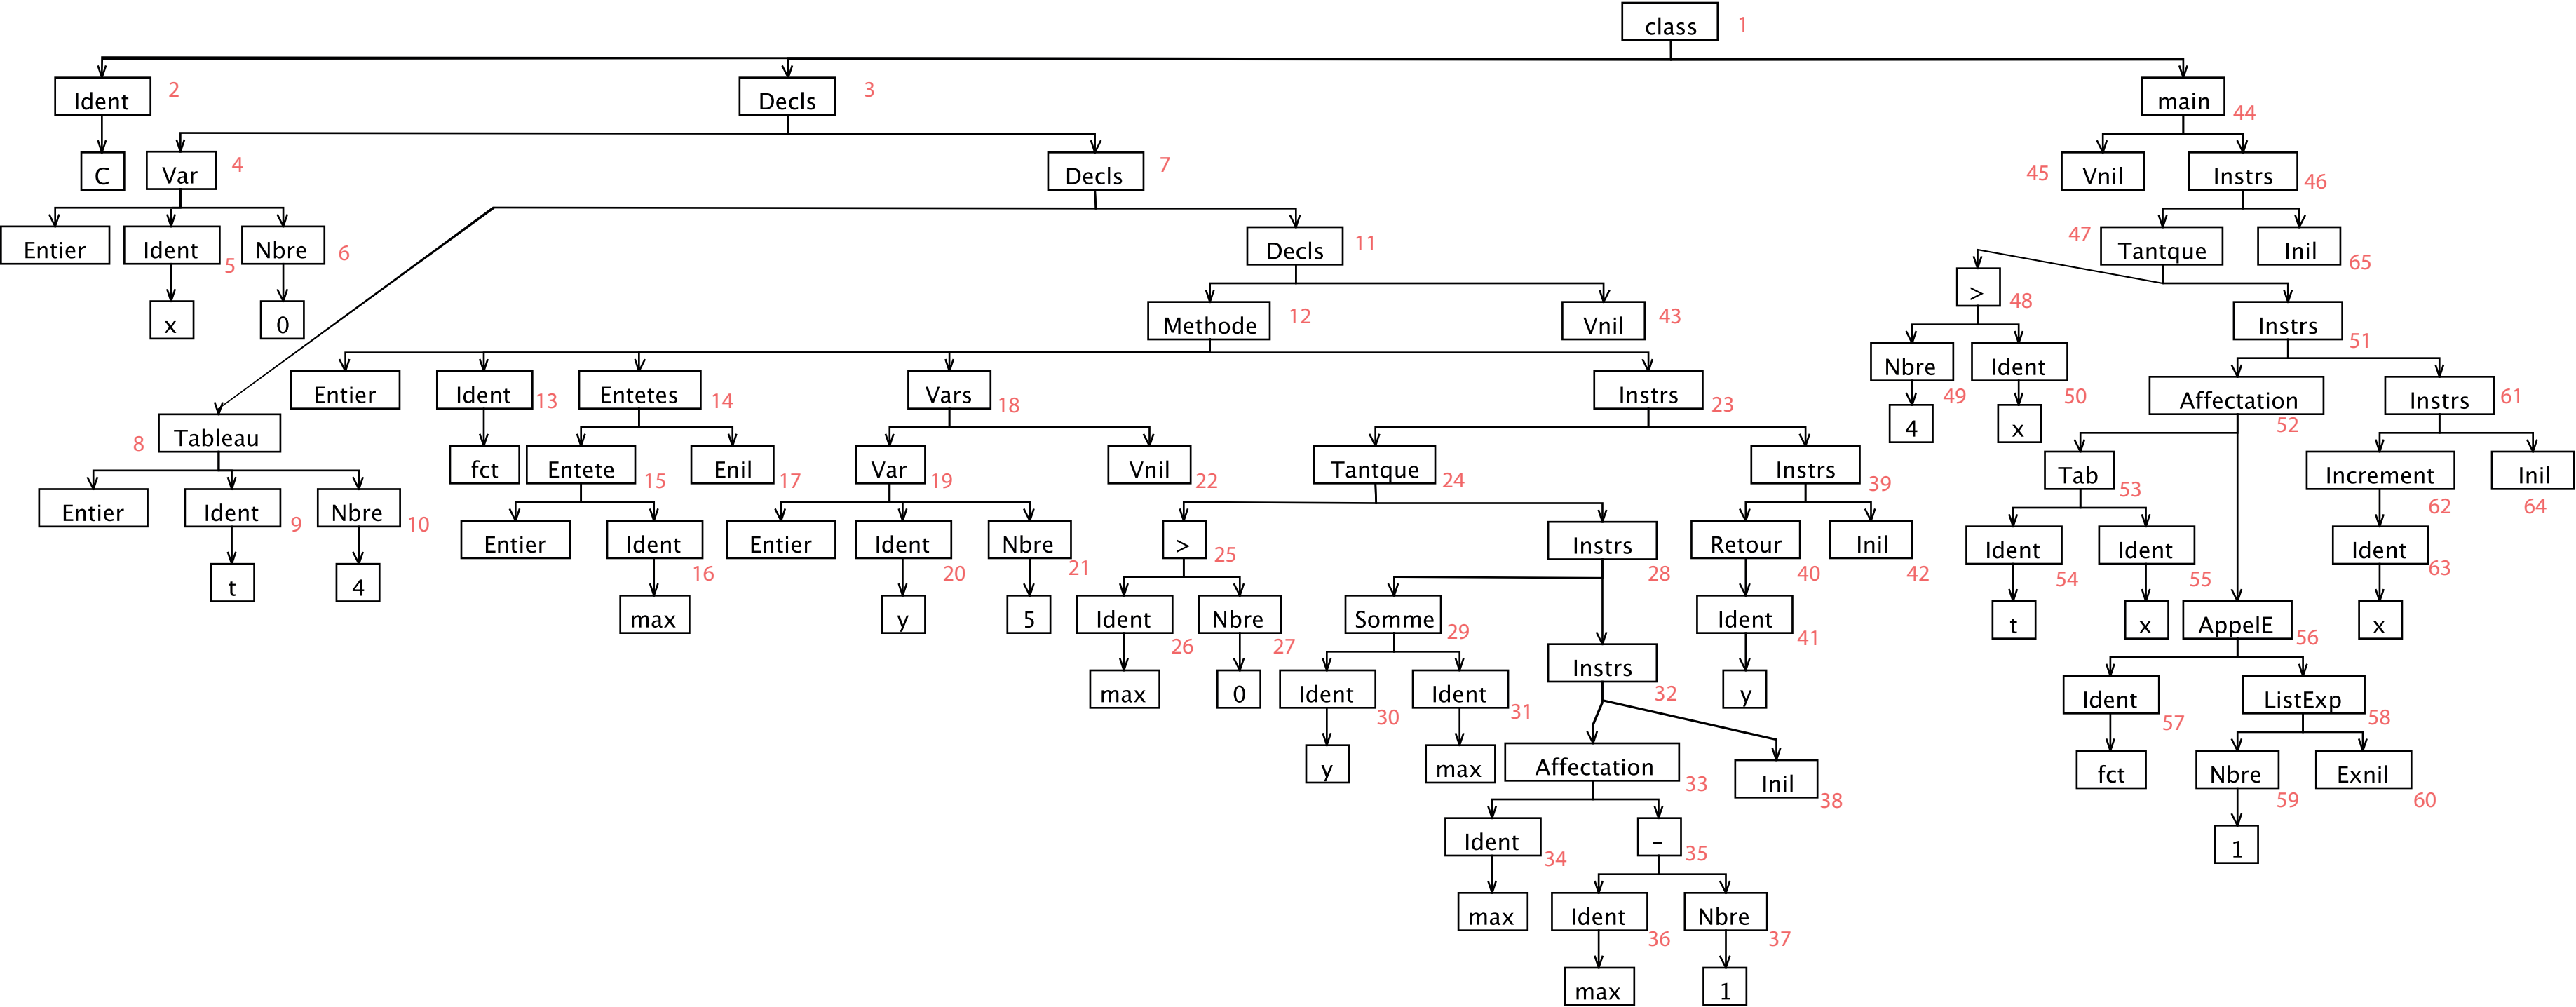 class 1
Ident 2 Decls 3 main 44
C Var 4 Decls 7 45 Vnil Instrs 46
Entier Ident 5 Nbre 6 Decls 11 47 Tantque Inil 65
x 0 Methode 12 Vnil 43 > 48 Instrs 51
Entier Ident 13 Entetes 14 Vars 18 Instrs 23 Nbre 49 Ident 50 Affectation 52 Instrs 61
8 Tableau 4 x
fct Entete 15 Enil 17 Var 19 Vnil 22 Tantque 24 Instrs 39 Tab 53 Increment 62 Inil 64
Entier Ident 9 Nbre 10 Entier Ident 16 Entier Ident 20 Nbre 21 > 25 Instrs 28 Retour 40 Inil 42 Ident 54 Ident 55 Ident 63
t 4 max y 5 Ident 26 Nbre 27 Somme 29 Ident 41 t x AppelE 56 x
max 0 Ident 30 Ident 31 Instrs 32 y Ident 57 ListExp 58
y max Affectation 33 Inil 38 fct Nbre 59 Exnil 60
Ident 34 - 35 1
max Ident 36 Nbre 37
max 1